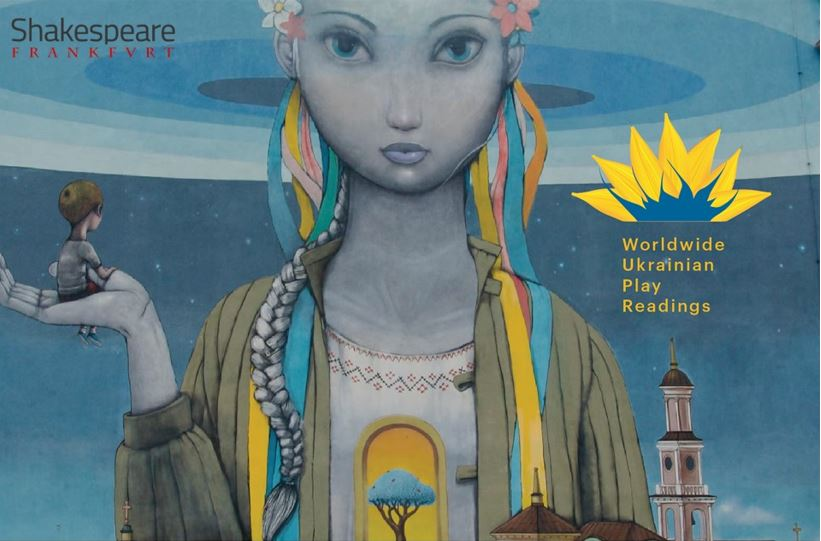 Shakespeare
FRANKFVRT
Worldwide
Ukrainian
Play
Readings